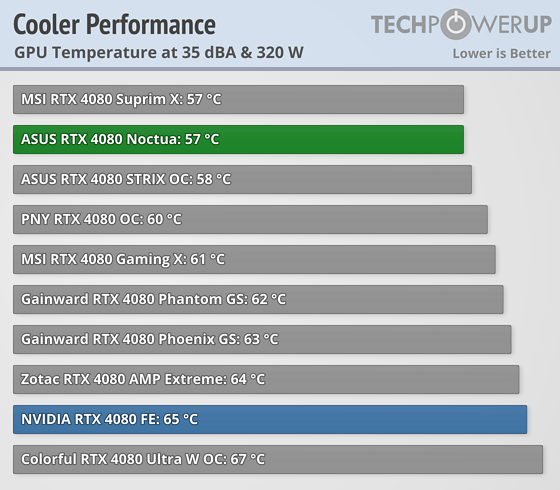 Cooler Performance
TECHPOWERUP
GPU Temperature at 35 dBA & 320 W
Lower is Better
MSI RTX 4080 Suprim X: 57 °C
ASUS RTX 4080 Noctua: 57 °C
ASUS RTX 4080 STRIX OC: 58 °C
PNY RTX 4080 OC: 60 °C
MSI RTX 4080 Gaming X: 61 °C
Gainward RTX 4080 Phantom GS: 62 °C
Gainward RTX 4080 Phoenix GS: 63 °C
Zotac RTX 4080 AMP Extreme: 64 °C
NVIDIA RTX 4080 FE: 65 °C
Colorful RTX 4080 Ultra W OC: 67 °C